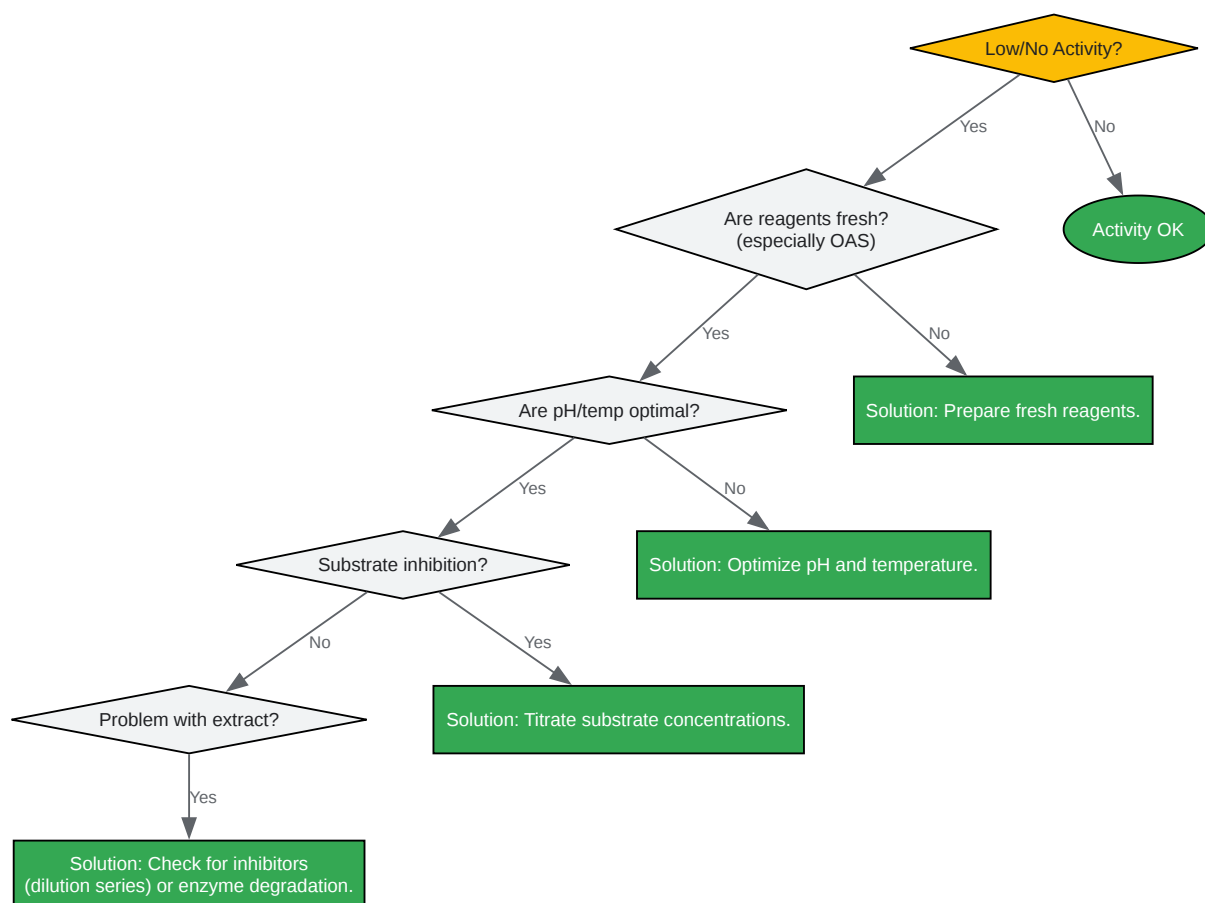 Low/No Activity?
Yes
No
Are reagents fresh?
(especially OAS)
Activity OK
Yes
No
Are pH/temp optimal?
Solution: Prepare fresh reagents.
Yes
No
Substrate inhibition?
Solution: Optimize pH and temperature.
No
Yes
Problem with extract?
Solution: Titrate substrate concentrations.
Yes
Solution: Check for inhibitors
(dilution series) or enzyme degradation.